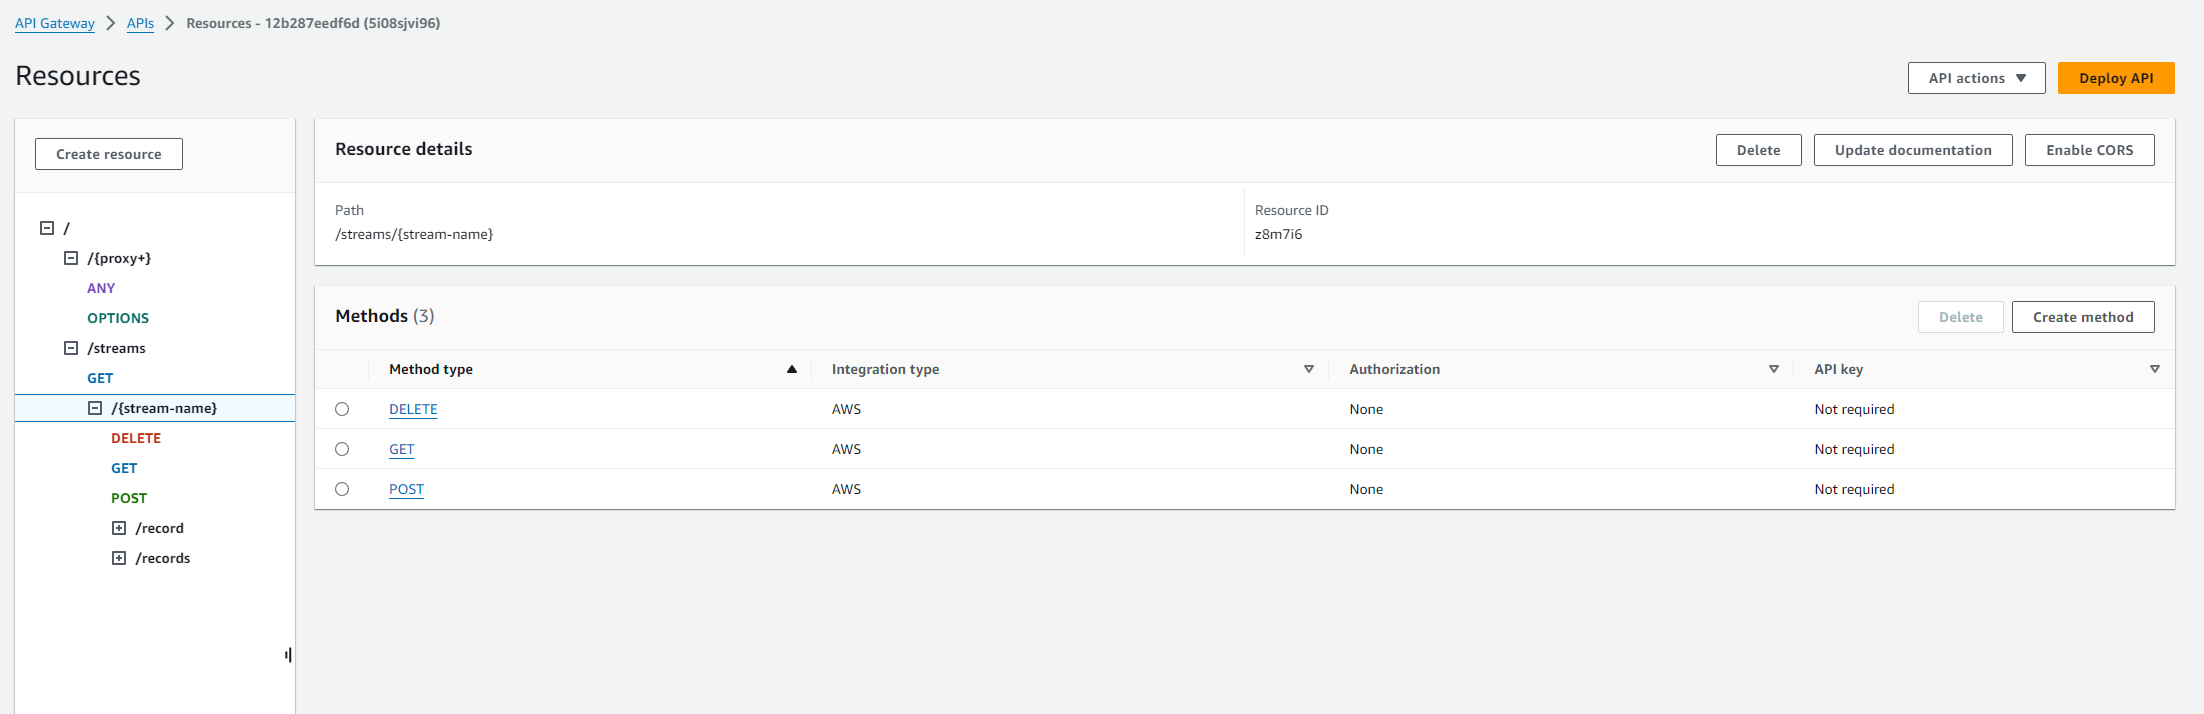 API Gateway > APIs > Resources - 12b287eedf6d (5i08sjvi96)
Resources
API actions
Deploy API
Create resource
/
/{proxy+}
ANY
OPTIONS
/streams
GET
/{stream-name}
DELETE
GET
POST
/record
/records
Resource details
Delete
Update documentation
Enable CORS
Path
/streams/{stream-name}
Resource ID
z8m7i6
Methods (3)
Delete
Create method
Method type Integration type Authorization API key
DELETE AWS None Not required
GET AWS None Not required
POST AWS None Not required